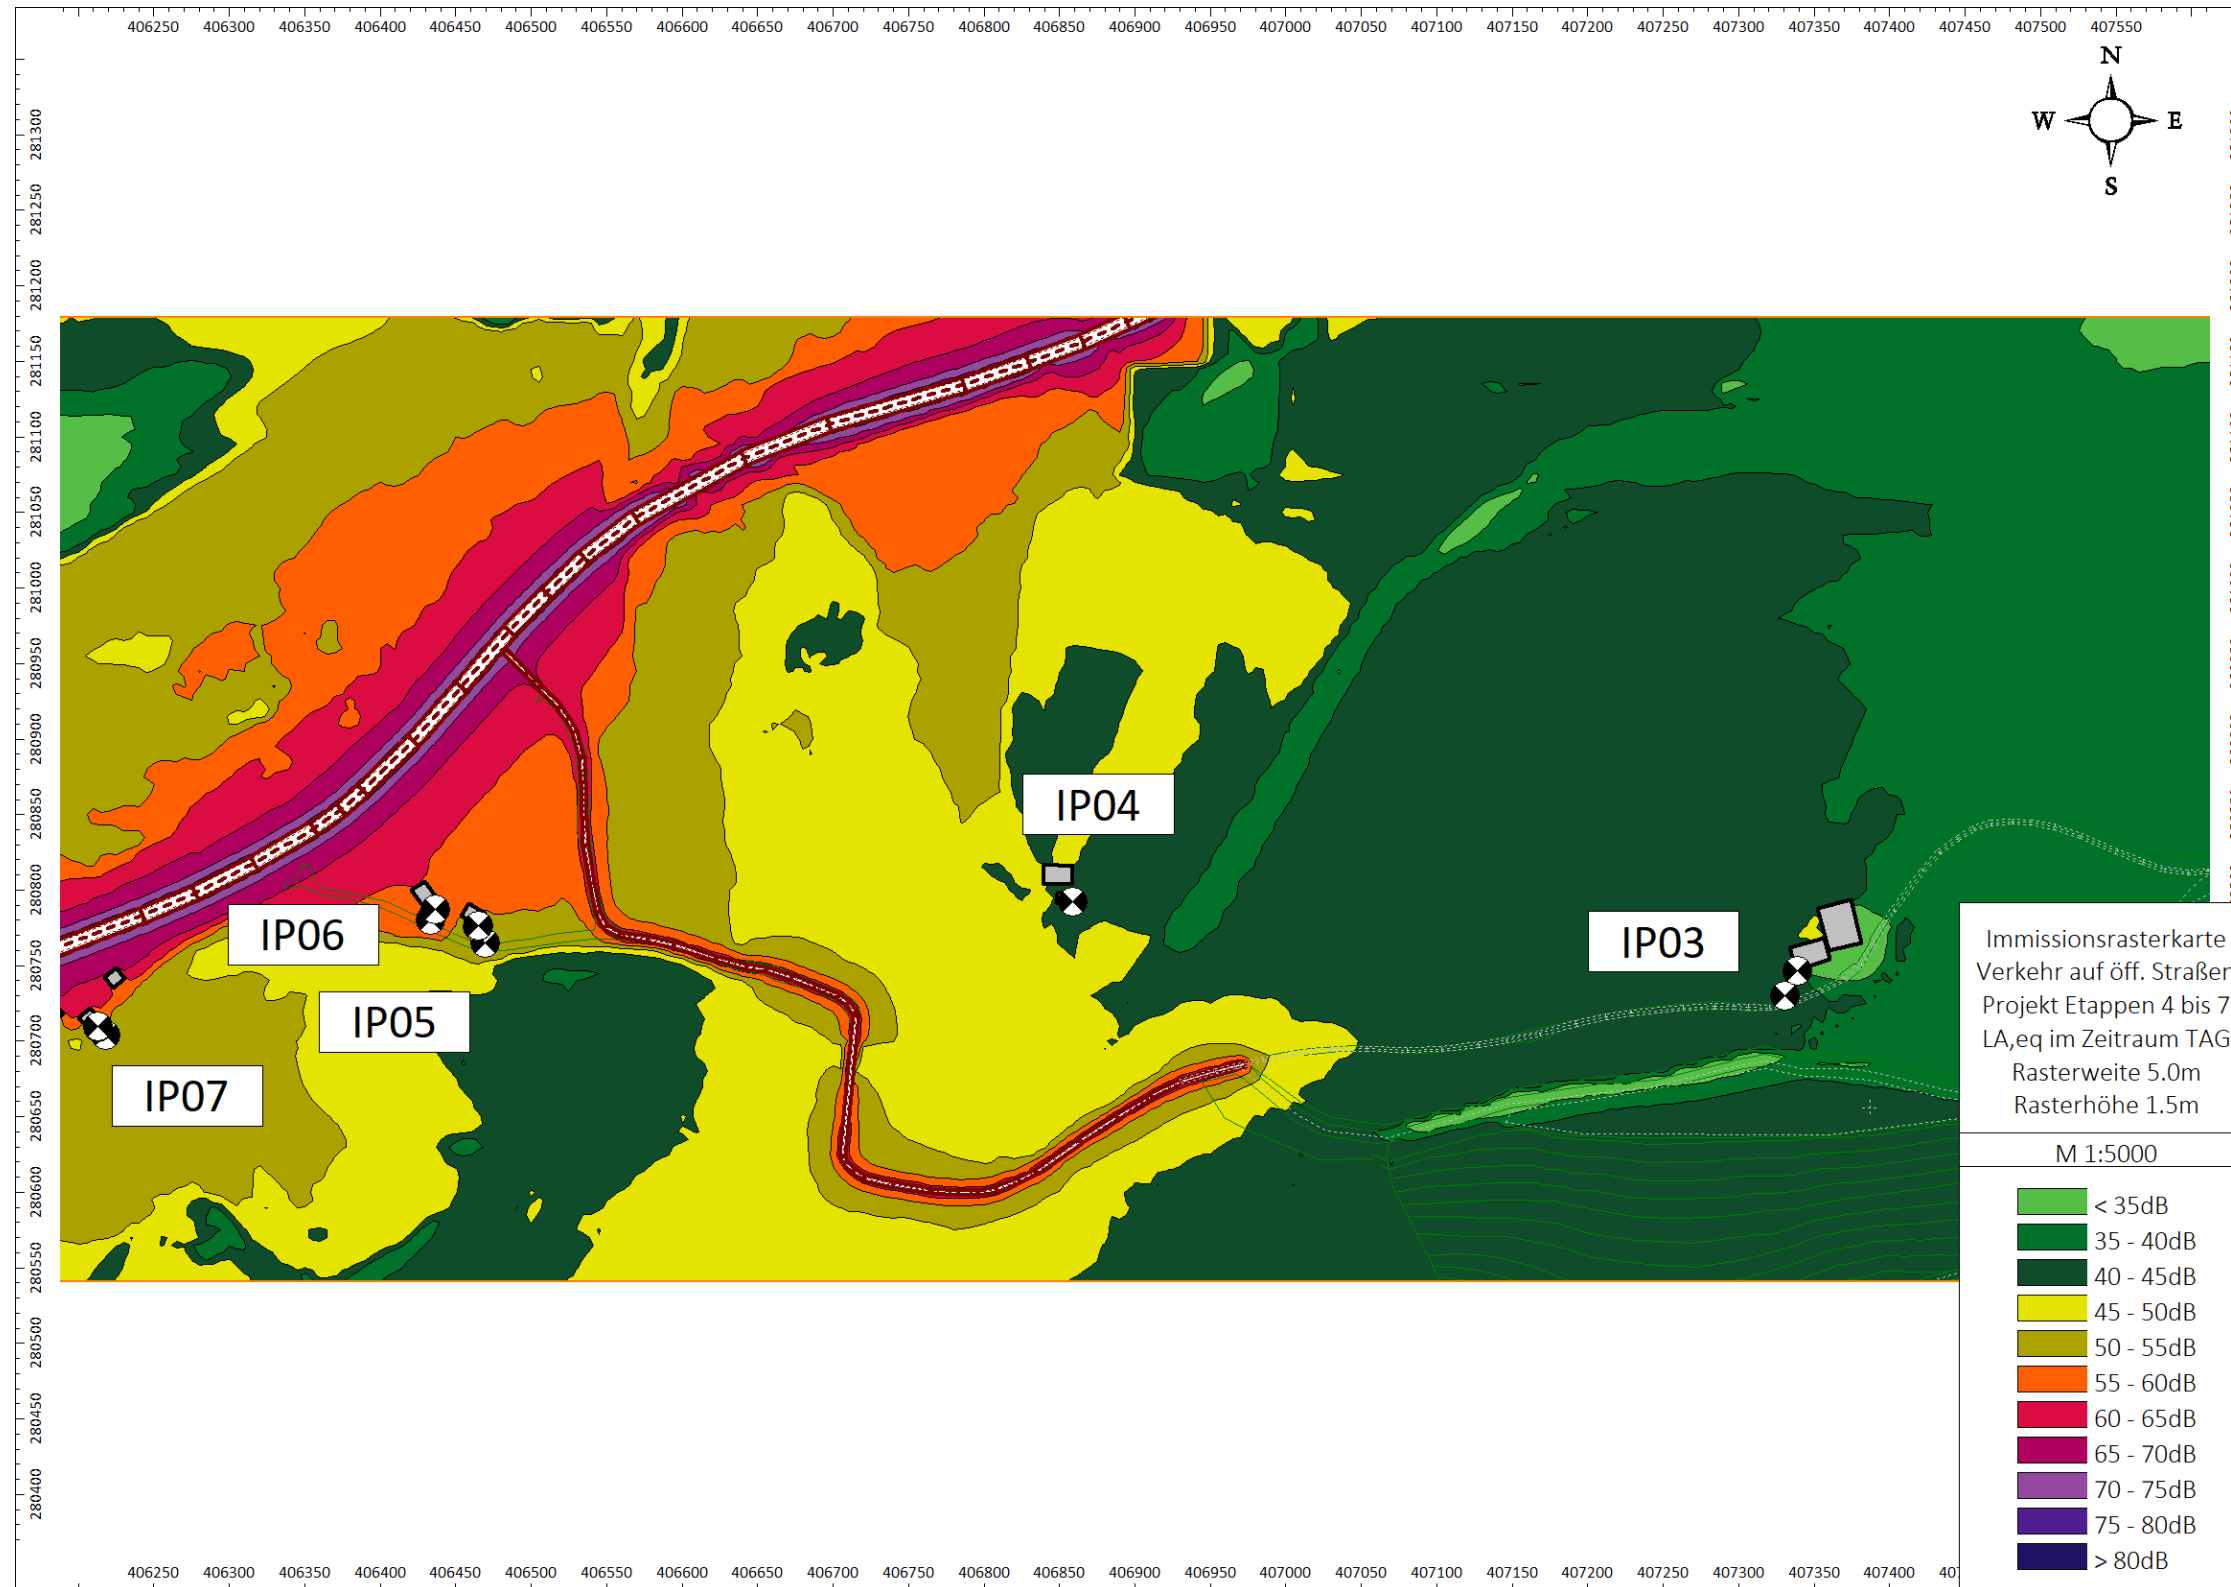 406250 406300 406350 406400 406450 406500 406550 406600 406650 406700 406750 406800 406850 406900 406950 407000 407050 407100 407150 407200 407250 407300 407350 407400 407450 407500 407550
N
W E
S
281300
281250
281200
281150
281100
281050
281000
280950
280900
280850
280800
280750
280700
280650
280600
280550
280500
280450
280400
IP04
IP06
IP03
IP05
IP07
Immissionsrasterkarte
Verkehr auf öff. Straßen
Projekt Etappen 4 bis 7
LA,eq im Zeitraum TAG
Rasterweite 5.0m
Rasterhöhe 1.5m
M 1:5000
< 35dB
35 - 40dB
40 - 45dB
45 - 50dB
50 - 55dB
55 - 60dB
60 - 65dB
65 - 70dB
70 - 75dB
75 - 80dB
> 80dB
406250 406300 406350 406400 406450 406500 406550 406600 406650 406700 406750 406800 406850 406900 406950 407000 407050 407100 407150 407200 407250 407300 407350 407400